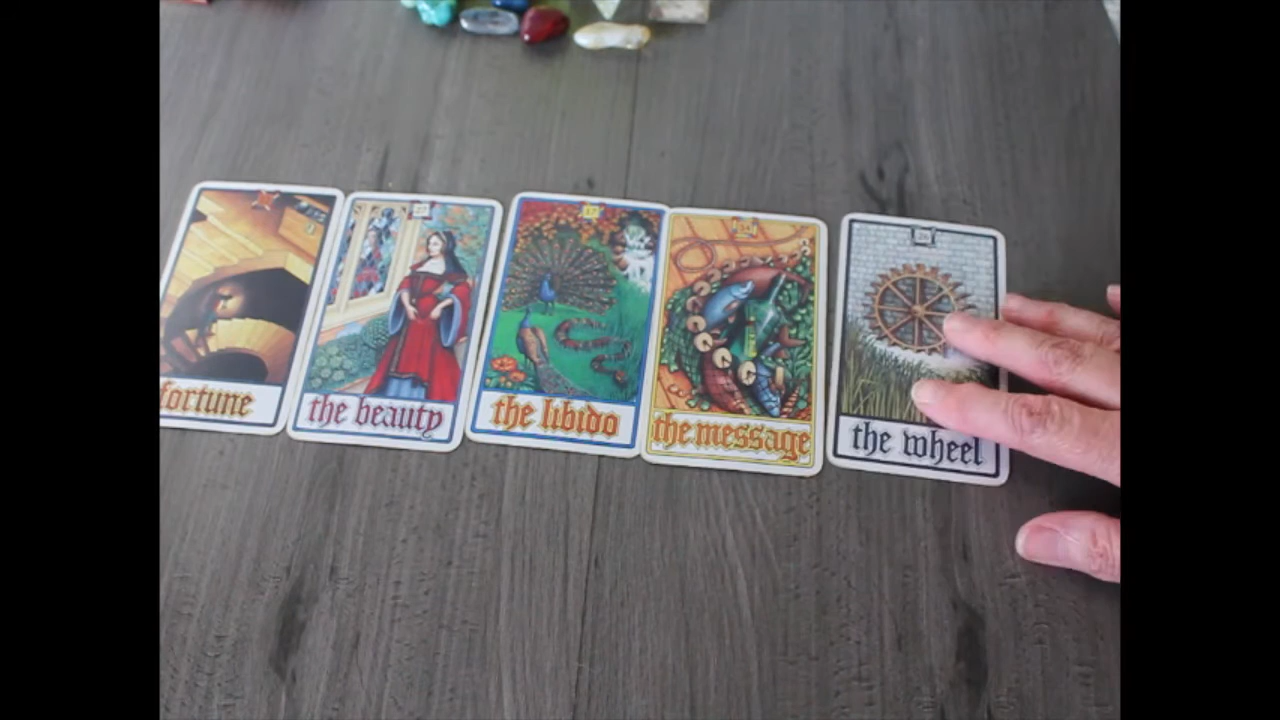 fortune
the beauty
the libido
the message
the wheel